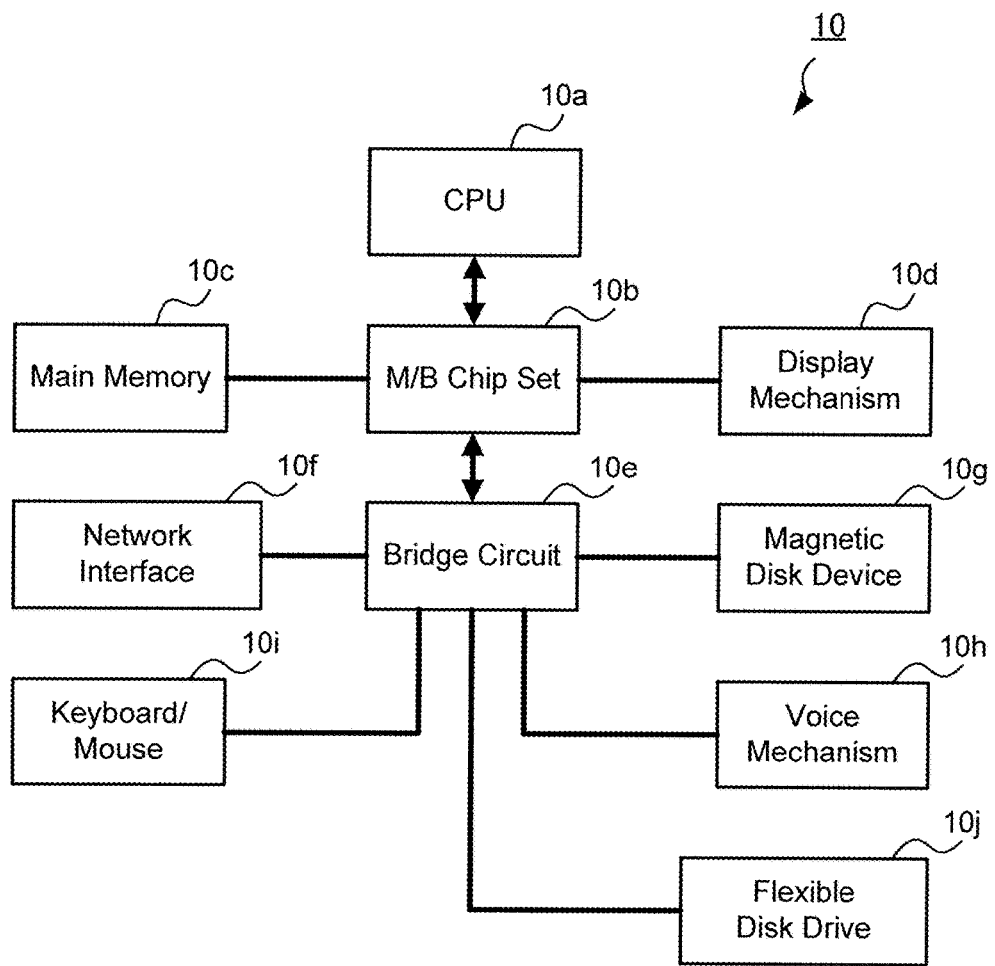 10
10a
CPU
10c
10b
10d
Main Memory
M/B Chip Set
Display
Mechanism
10f
10e
10g
Network
Interface
Bridge Circuit
Magnetic
Disk Device
10i
10h
Keyboard/
Mouse
Voice
Mechanism
10j
Flexible
Disk Drive